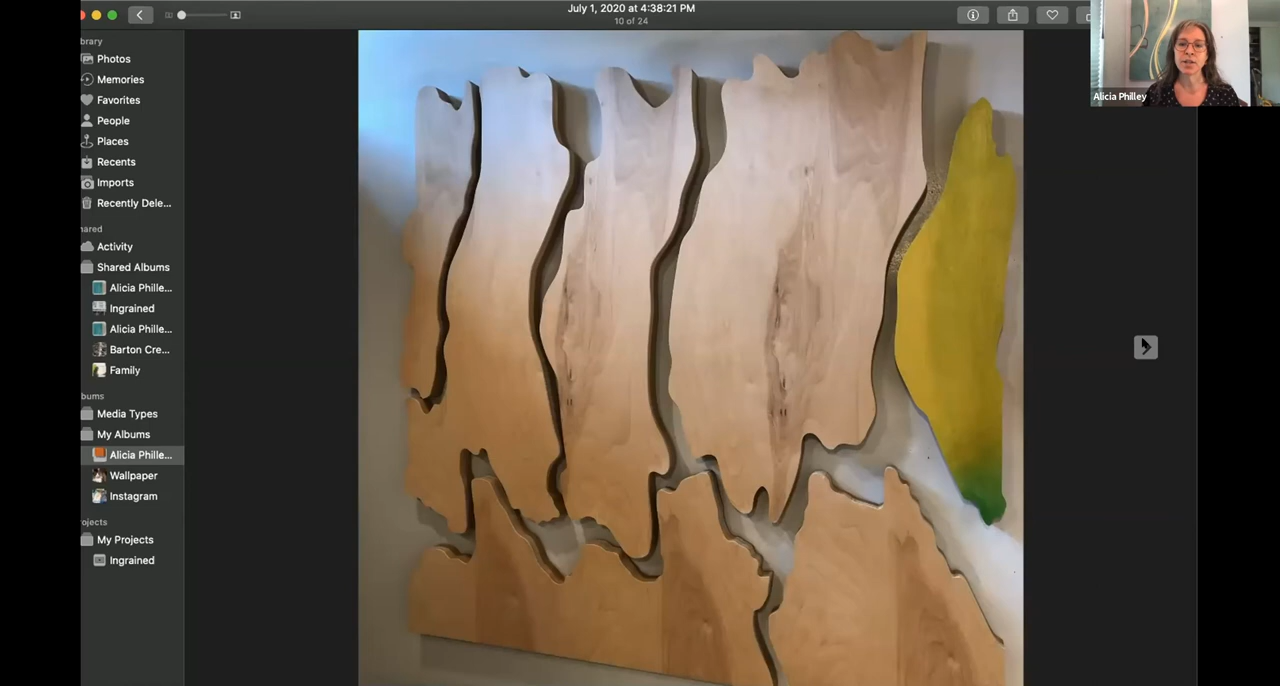 July 1, 2020 at 4:38:21 PM
10 of 24
Alicia Philley
brary
Photos
Memories
Favorites
People
Places
Recents
Imports
Recently Dele...
hared
Activity
Shared Albums
Alicia Phille...
Ingrained
Alicia Phille...
Barton Cre...
Family
bums
Media Types
My Albums
Alicia Phille...
Wallpaper
Instagram
rojects
My Projects
Ingrained